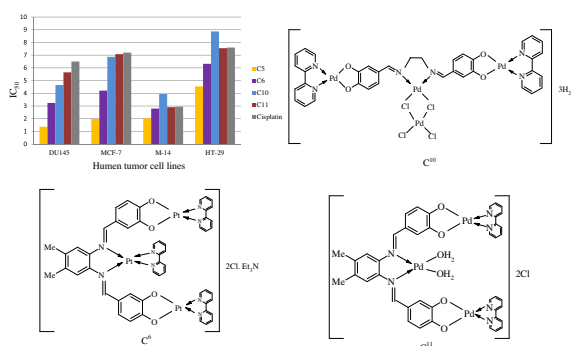 10
9
8
7
6
5
4
3
2
1
0
IC50
DU145 MCF-7 M-14 HT-29
Human tumor cell lines
C5
C6
C10
C11
Cisplatin
N N Pd O O N N O O Pd N N
Pd
Cl Cl
Pd
Cl Cl
3H2
C10
O O Pt N N
Me N
Pt N N
Me N
O O Pt N N
2Cl. Et3N
C6
O O Pd N N
Me N OH2
Pd
Me N OH2
O O Pd N N
2Cl